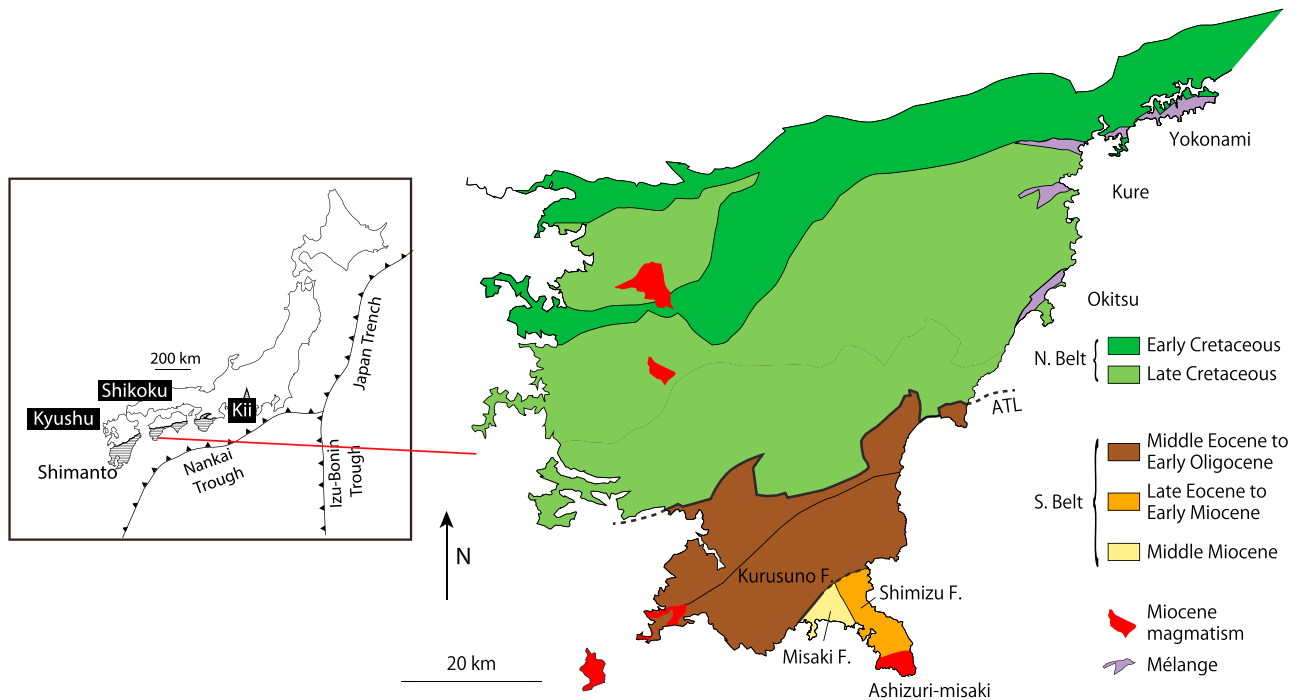 200 km
Shikoku
Kyushu
Kii
Shimanto
Nankai
Trough
Izu-Bonin
Trough
Japan Trench
N
20 km
Yokonami
Kure
Okitsu
ATL
Kurusuno F.
Shimizu F.
Misaki F.
Ashizuri-misaki
N. Belt
Early Cretaceous
Late Cretaceous
S. Belt
Middle Eocene to
Early Oligocene
Late Eocene to
Early Miocene
Middle Miocene
Miocene
magmatism
Mélange